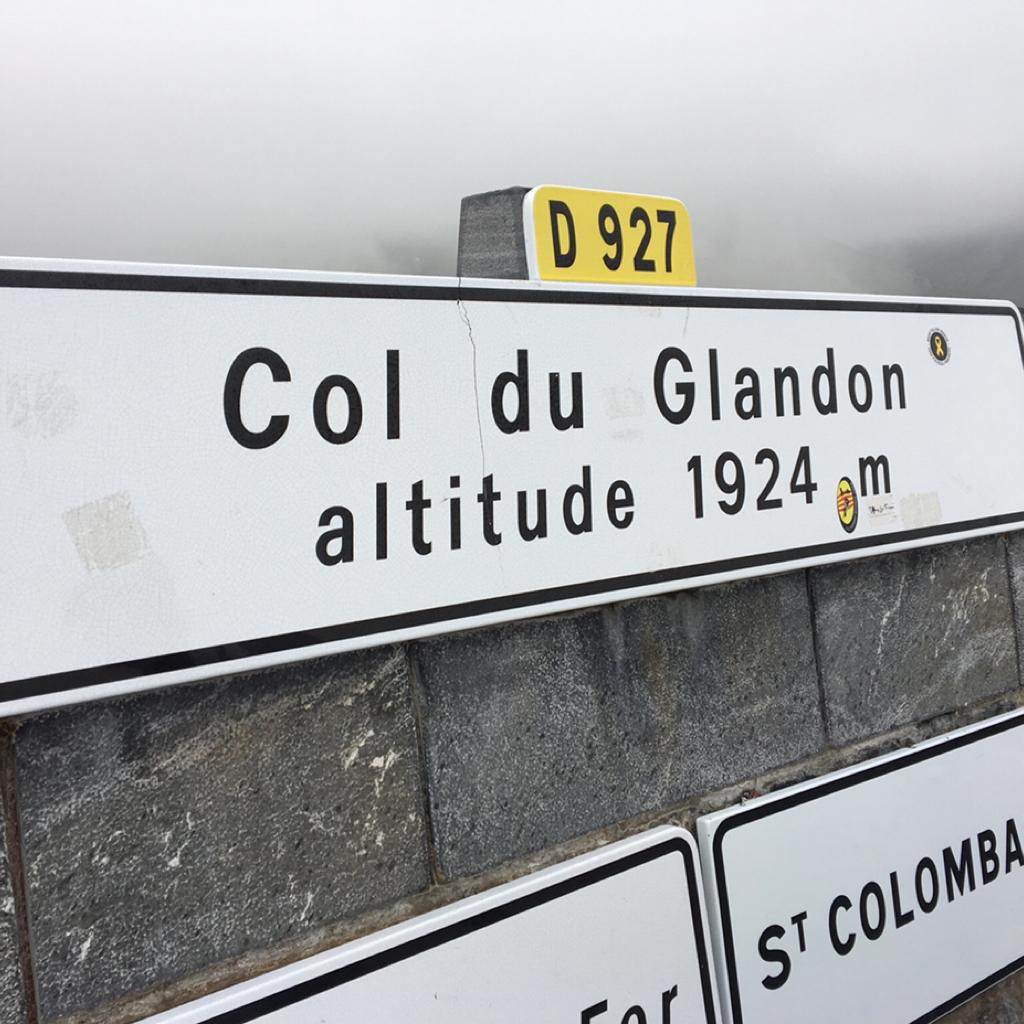 D 927
Col du Glandon
altitude 1924 m
Sᵀ COLOMBA